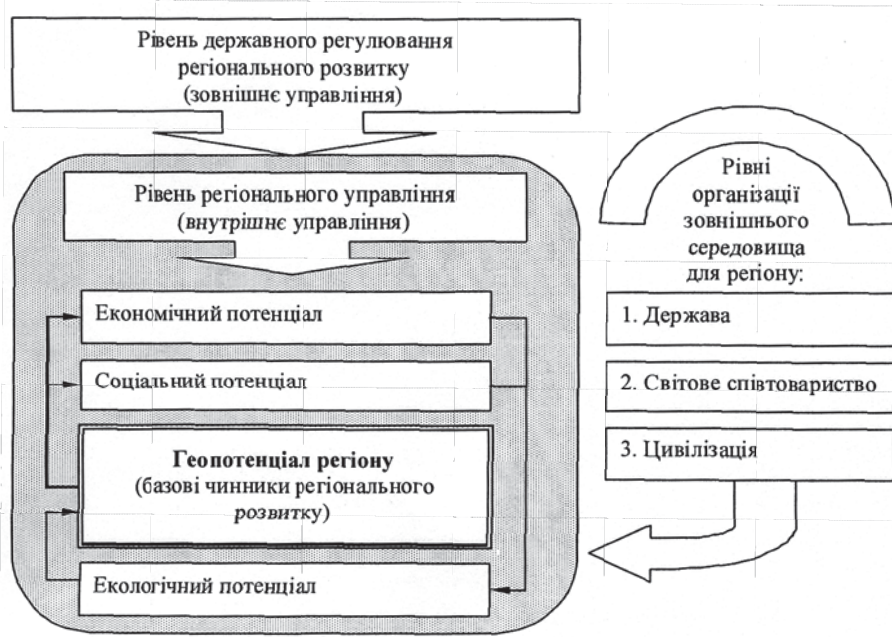 Рівень державного регулювання
регіонального розвитку
(зовнішнє управління)
Рівень регіонального управління
(внутрішнє управління)
Економічний потенціал
Соціальний потенціал
Геопотенціал регіону
(базові чинники регіонального
розвитку)
Екологічний потенціал
Рівні
організації
зовнішнього
середовища
для регіону:
1. Держава
2. Світове співтовариство
3. Цивілізація